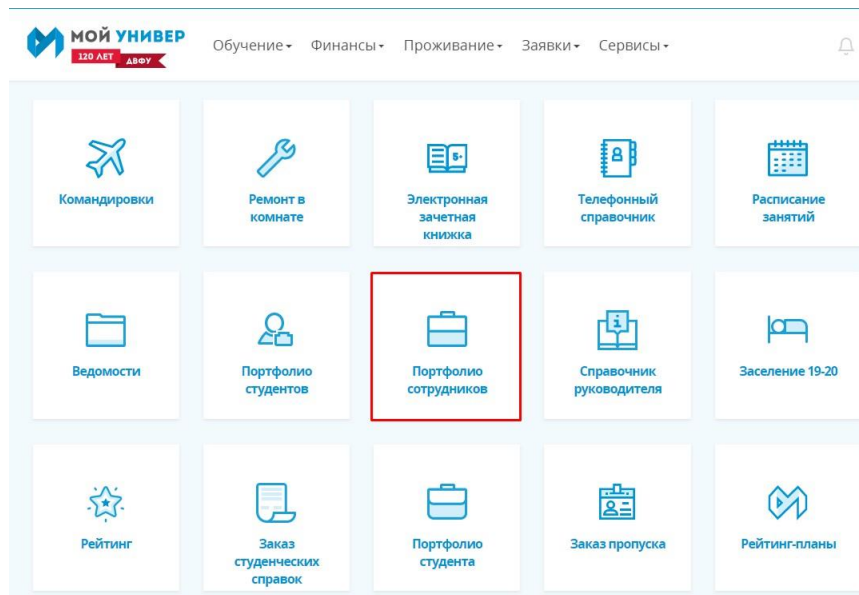 МОЙ УНИВЕР
120 ЛЕТ ДВФУ
Обучение Финансы Проживание Заявки Сервисы
Командировки
Ремонт в
комнате
5+
Электронная
зачетная
книжка
Телефонный
справочник
Расписание
занятий
Ведомости
Портфолио
студентов
Портфолио
сотрудников
i
Справочник
руководителя
Заселение 19-20
Рейтинг
Заказ
студенческих
справок
Портфолио
студента
Заказ пропуска
Рейтинг-планы